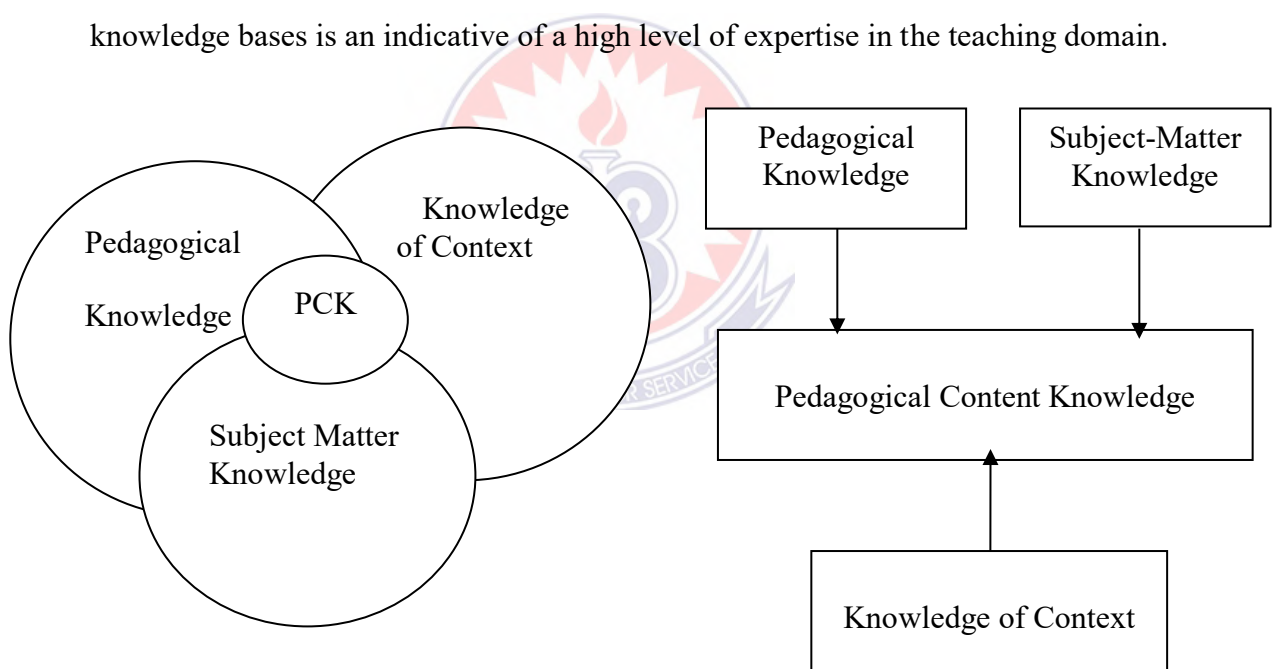 knowledge bases is an indicative of a high level of expertise in the teaching domain.
Pedagogical
Knowledge
Knowledge
of Context
PCK
Subject Matter
Knowledge
Pedagogical
Knowledge
Subject-Matter
Knowledge
Pedagogical Content Knowledge
Knowledge of Context
SERVICE